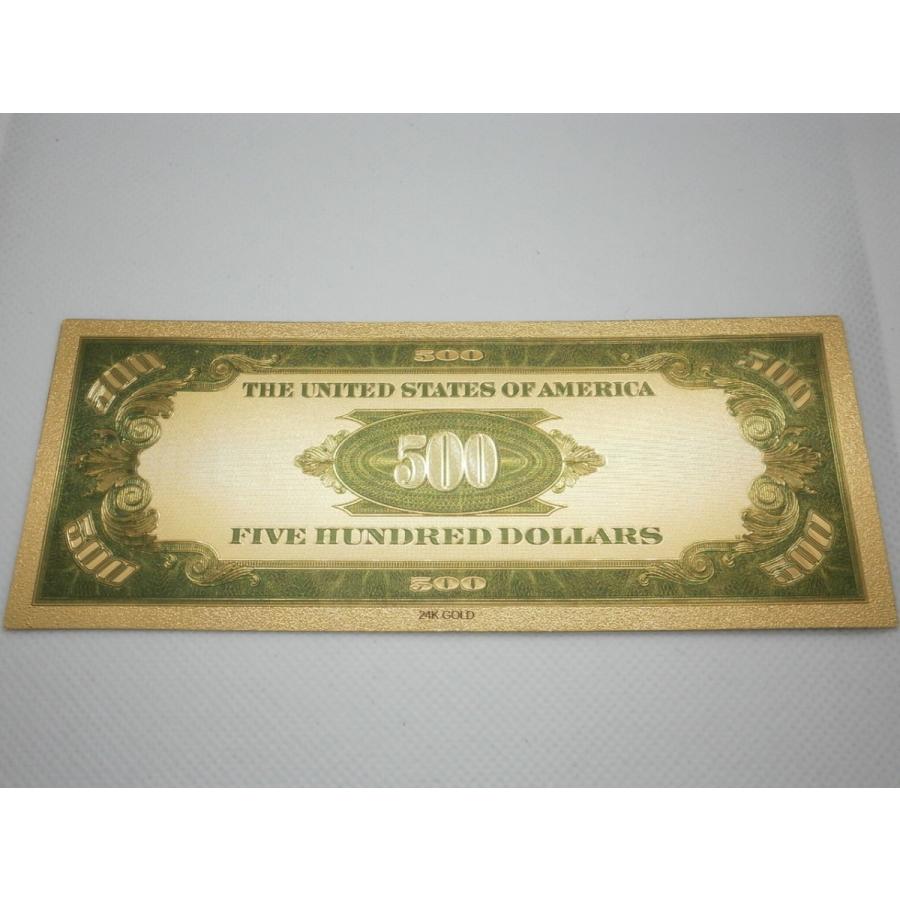 500 500 500
THE UNITED STATES OF AMERICA
500
FIVE HUNDRED DOLLARS
500 500 500
24K GOLD